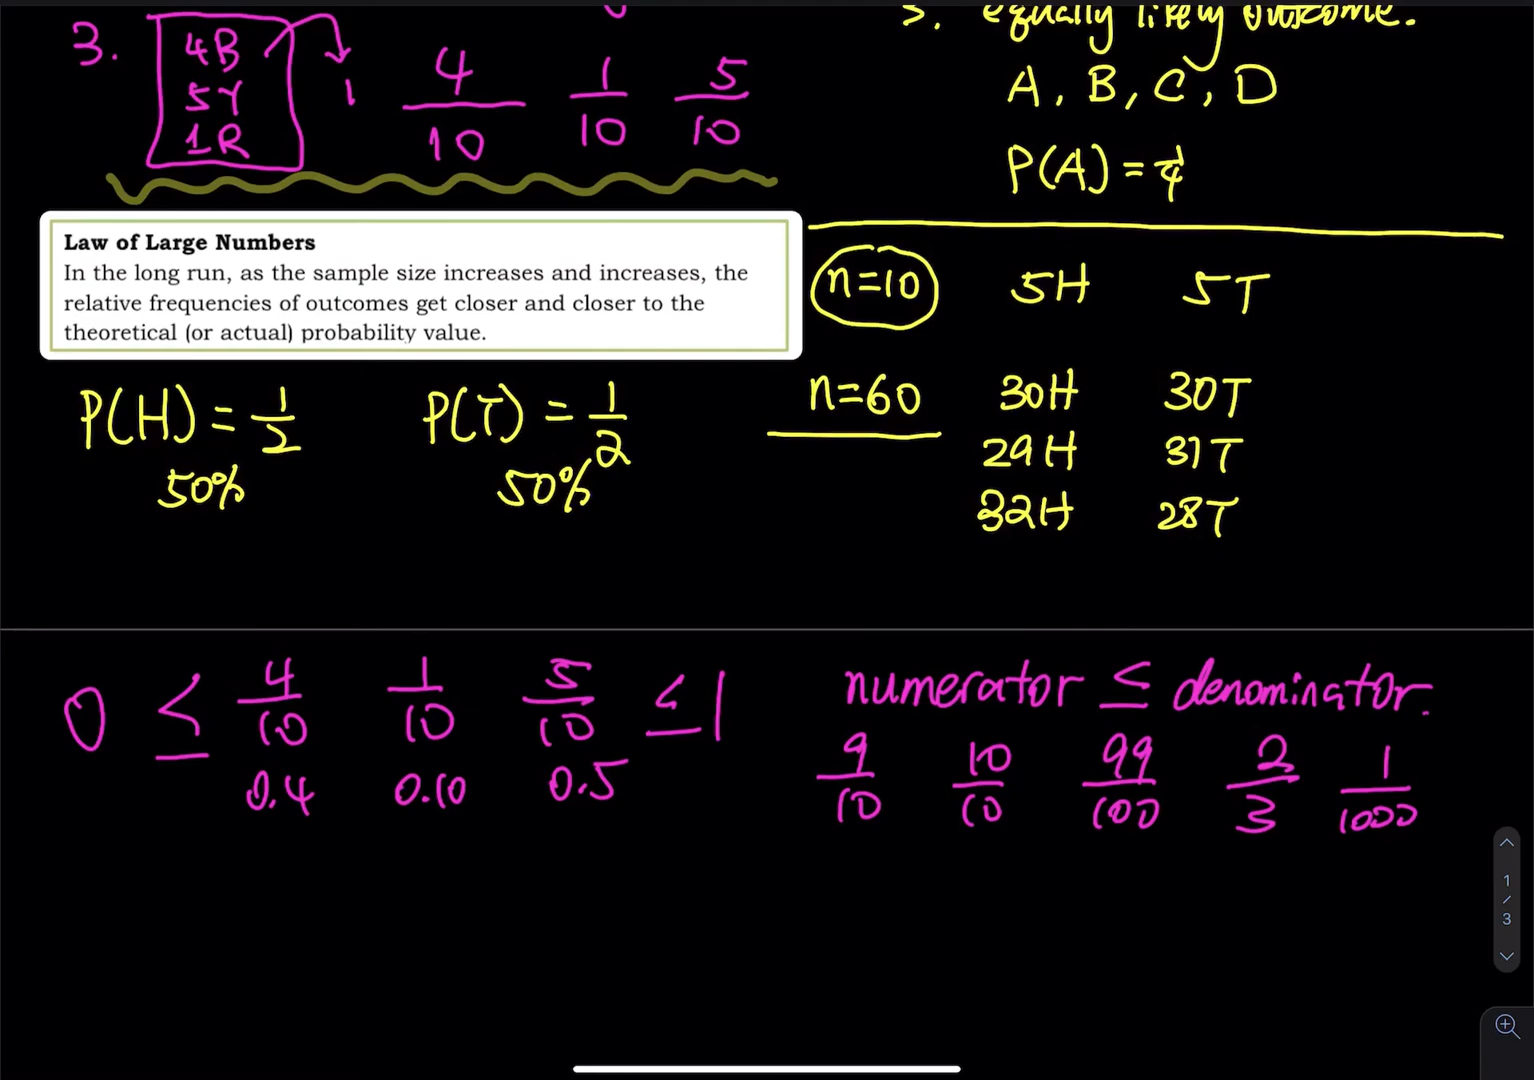 5. equally likely outcome.
A, B, C, D
P(A) = 1/4
3. 4B 5Y 1R 1 4/10 1/10 5/10
Law of Large Numbers
In the long run, as the sample size increases and increases, the
relative frequencies of outcomes get closer and closer to the
theoretical (or actual) probability value.
P(H) = 1/2 P(T) = 1/2
50% 50%
n=10 5H 5T
n=60 30H 30T
29H 31T
32H 28T
0 ≤ 4/10 1/10 5/10 ≤ 1
0.4 0.10 0.5
numerator ≤ denominator.
9/10 10/10 99/100 2/3 1/1000
1
/
3